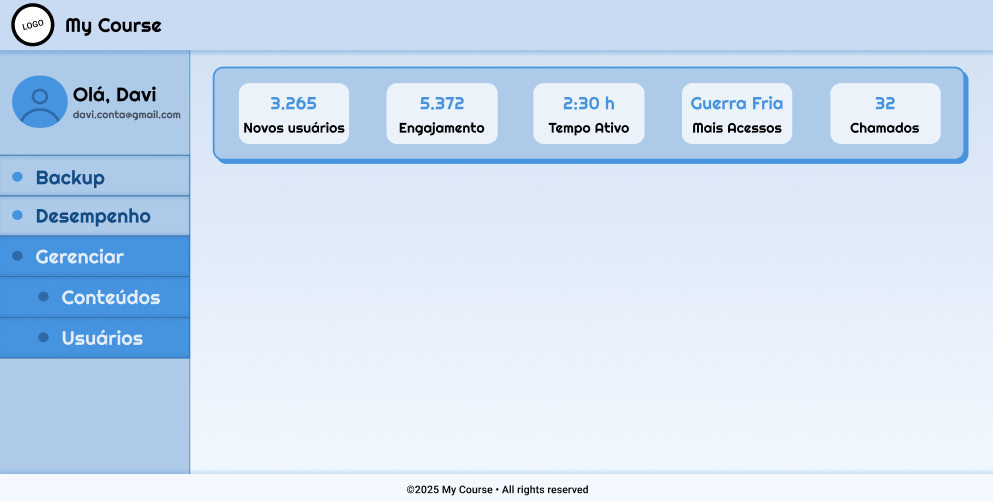 LOGO
My Course
Olá, Davi
davi.conta@gmail.com
Backup
Desempenho
Gerenciar
Conteúdos
Usuários
3.265
Novos usuários
5.372
Engajamento
2:30 h
Tempo Ativo
Guerra Fria
Mais Acessos
32
Chamados
©2025 My Course • All rights reserved